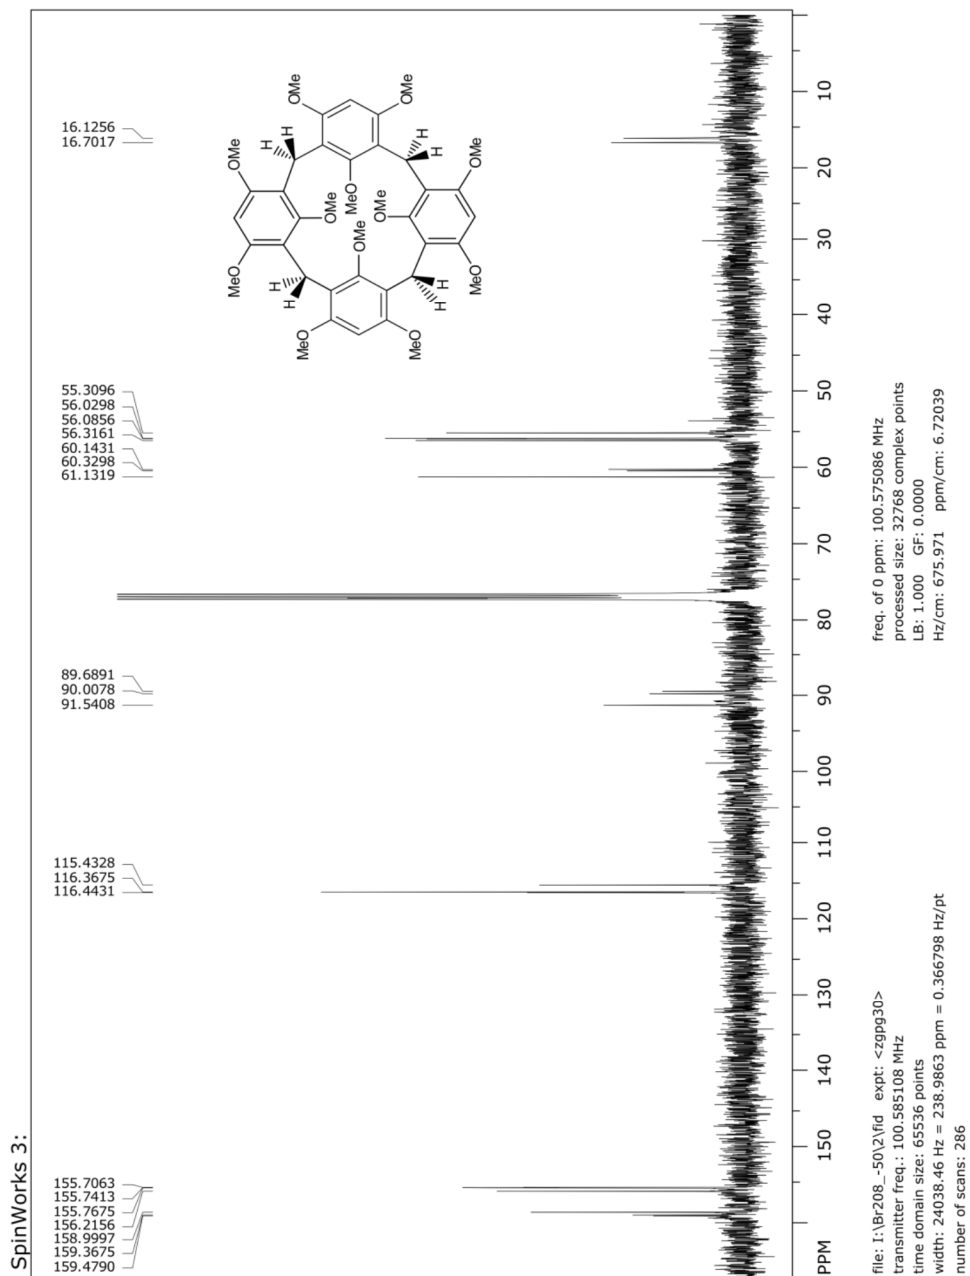 SpinWorks 3:
16.1256
16.7017
55.3096
56.0298
56.0856
56.3161
60.1431
60.3298
61.1319
89.6891
90.0078
91.5408
115.4328
116.3675
116.4431
155.7063
155.7413
155.7675
156.2156
158.9997
159.3675
159.4790
OMe
OMe
H
H
H
H
OMe
OMe
OMe
MeO
OMe
OMe
MeO
OMe
H
H
H
H
MeO
OMe
PPM
150
140
130
120
110
100
90
80
70
60
50
40
30
20
10
file: I:\Br208_-50\2\fid   expt: <zgpg30>
transmitter freq.: 100.585108 MHz
time domain size: 65536 points
width: 24038.46 Hz = 238.9863 ppm = 0.366798 Hz/pt
number of scans: 286
freq. of 0 ppm: 100.575086 MHz
processed size: 32768 complex points
LB: 1.000   GF: 0.0000
Hz/cm: 675.971   ppm/cm: 6.72039